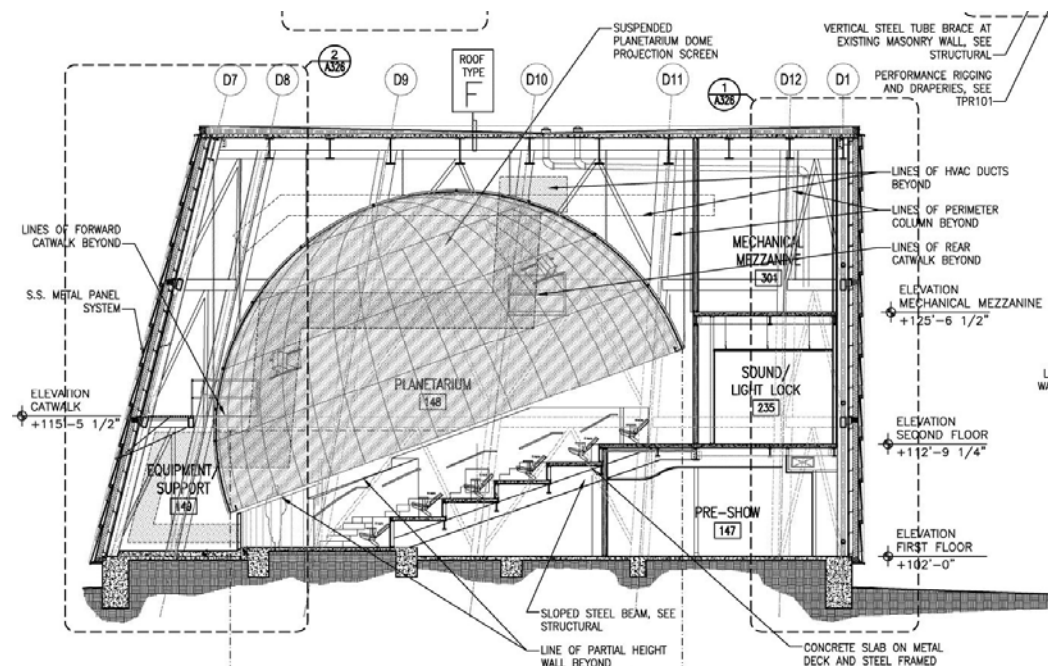 SUSPENDED
PLANETARIUM DOME
PROJECTION SCREEN
VERTICAL STEEL TUBE BRACE AT
EXISTING MASONRY WALL, SEE
STRUCTURAL
PERFORMANCE RIGGING
AND DRAPERIES, SEE
TPR101
2
A326
ROOF
TYPE
F
1
A326
D7
D8
D9
D10
D11
D12
D1
LINES OF HVAC DUCTS
BEYOND
LINES OF PERIMETER
COLUMN BEYOND
LINES OF REAR
CATWALK BEYOND
LINES OF FORWARD
CATWALK BEYOND
S.S. METAL PANEL
SYSTEM
MECHANICAL
MEZZANINE
301
ELEVATION
MECHANICAL MEZZANINE
+125'-6 1/2"
SOUND/
LIGHT LOCK
235
PLANETARIUM
148
ELEVATION
CATWALK
+115'-5 1/2"
ELEVATION
SECOND FLOOR
+112'-9 1/4"
EQUIPMENT/
SUPPORT
149
PRE-SHOW
147
ELEVATION
FIRST FLOOR
+102'-0"
SLOPED STEEL BEAM, SEE
STRUCTURAL
LINE OF PARTIAL HEIGHT
WALL BEYOND
CONCRETE SLAB ON METAL
DECK AND STEEL FRAMED
L
WA